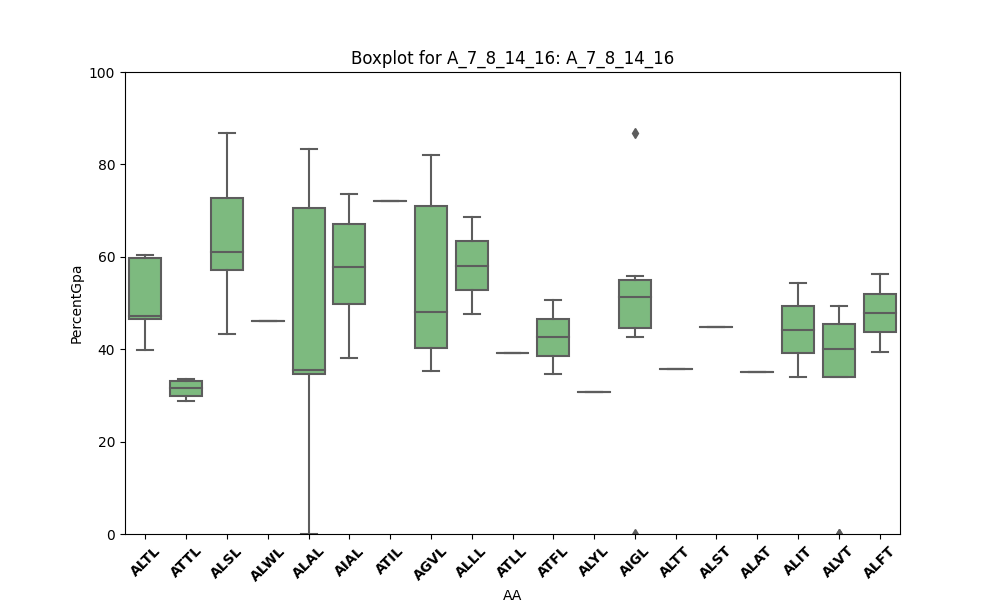 Boxplot for A_7_8_14_16: A_7_8_14_16
PercentGpa
100
80
60
40
20
0
ALTL ATTL ALSL ALWL ALAL AIAL ATIL AGVL ALLL ATLL ATFL ALYL AIGL ALTT ALST ALAT ALIT ALVT ALFT
AA